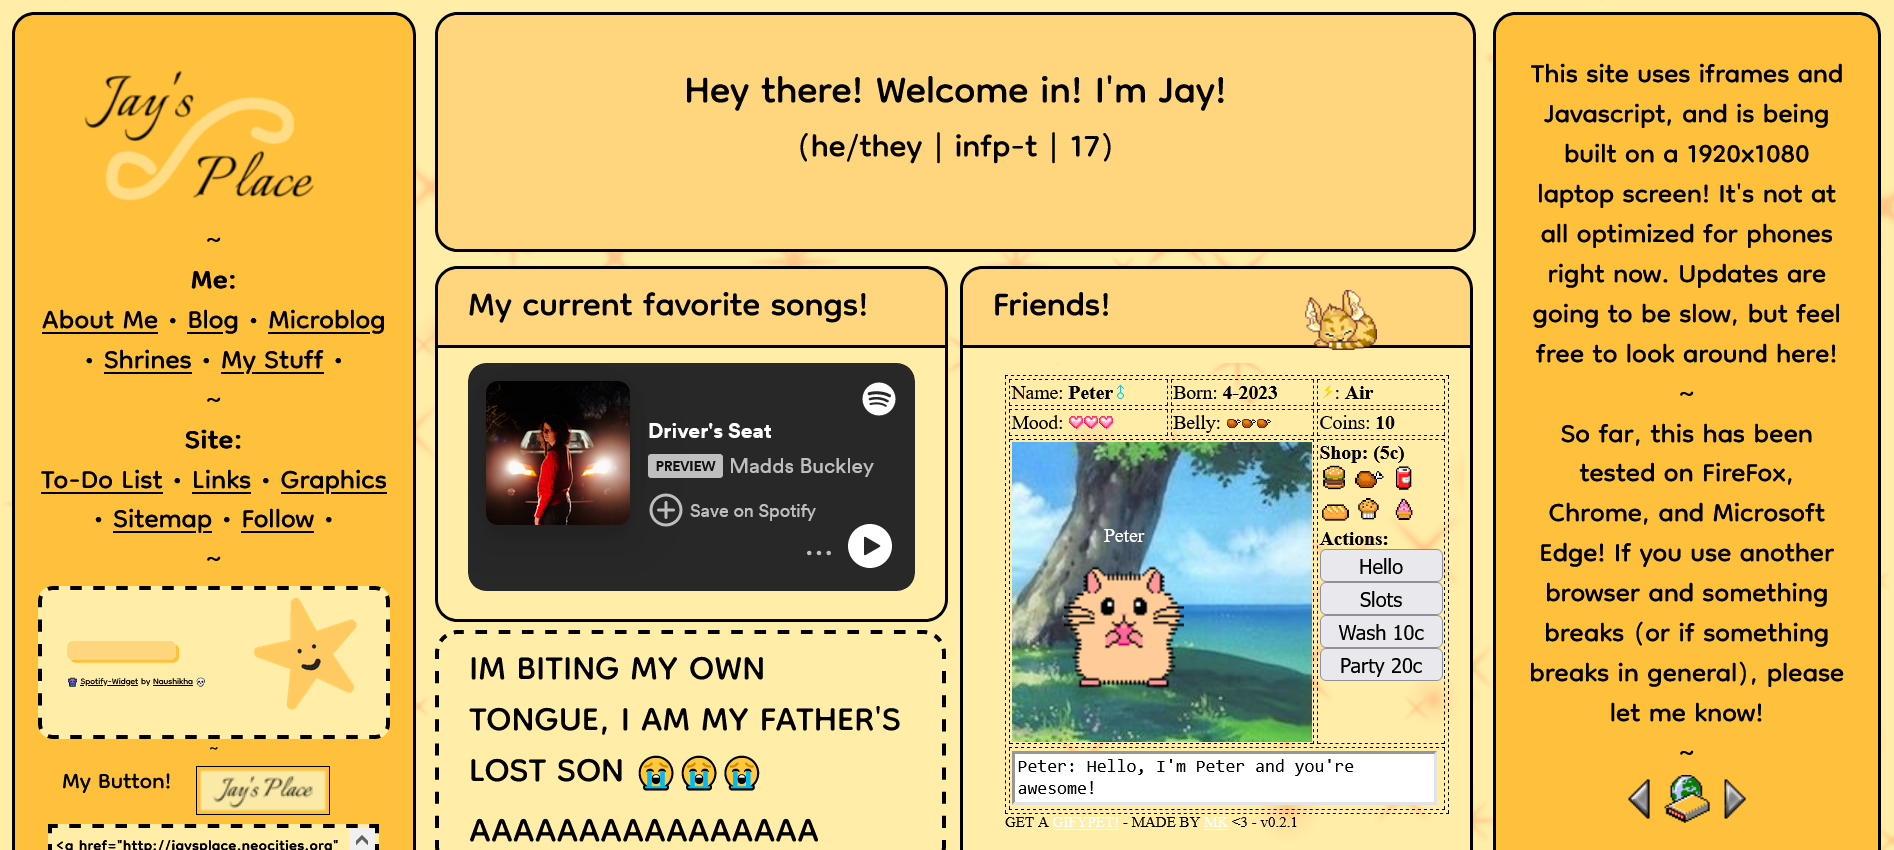 Jay's
Place
~
Me:
About Me • Blog • Microblog
• Shrines • My Stuff •
~
Site:
To-Do List • Links • Graphics
• Sitemap • Follow •
~
Spotify-Widget by Naushikha
~
My Button!
Jay's Place
<a href="http://jaysplace.neocities.org"
Hey there! Welcome in! I'm Jay!
(he/they | infp-t | 17)
My current favorite songs!
Driver's Seat
PREVIEW Madds Buckley
Save on Spotify
IM BITING MY OWN
TONGUE, I AM MY FATHER'S
LOST SON 😭😭😭
AAAAAAAAAAAAAAAA
Friends!
Name: Peter Born: 4-2023 ⚡: Air
Mood: Belly: Coins: 10
Shop: (5c)
Peter
Actions:
Hello
Slots
Wash 10c
Party 20c
Peter: Hello, I'm Peter and you're
awesome!
GET A GIFYPET! - MADE BY MK <3 - v0.2.1
This site uses iframes and
Javascript, and is being
built on a 1920x1080
laptop screen! It's not at
all optimized for phones
right now. Updates are
going to be slow, but feel
free to look around here!
~
So far, this has been
tested on FireFox,
Chrome, and Microsoft
Edge! If you use another
browser and something
breaks (or if something
breaks in general), please
let me know!
~